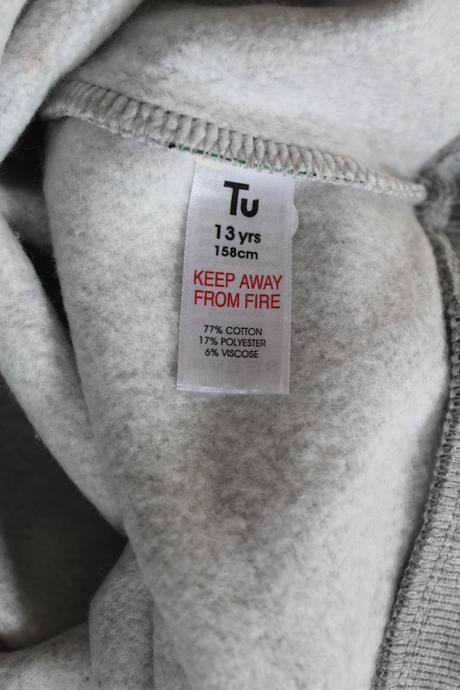 Tu
13 yrs
158cm
KEEP AWAY
FROM FIRE
77% COTTON
17% POLYESTER
6% VISCOSE